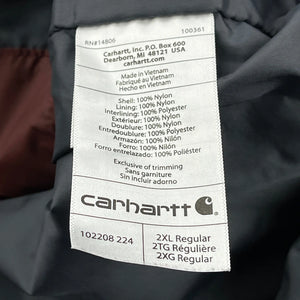 RN#14806 100361
Carhartt, Inc. P.O. Box 600
Dearborn, MI 48121 USA
carhartt.com
Made in Vietnam
Fabriqué au Vietnam
Hecho en Vietnam
Shell: 100% Nylon
Lining: 100% Nylon
Interlining: 100% Polyester
Extérieur: 100% Nylon
Doublure: 100% Nylon
Entredoublure: 100% Polyester
Armazón: 100% Nylon
Forro: 100% Nilón
Forro entretelado: 100% Poliéster
Exclusive of trimming
Sans garniture
Sin incluir adorno
carhartt
102208 224
2XL Regular
2TG Régulière
2XG Regular